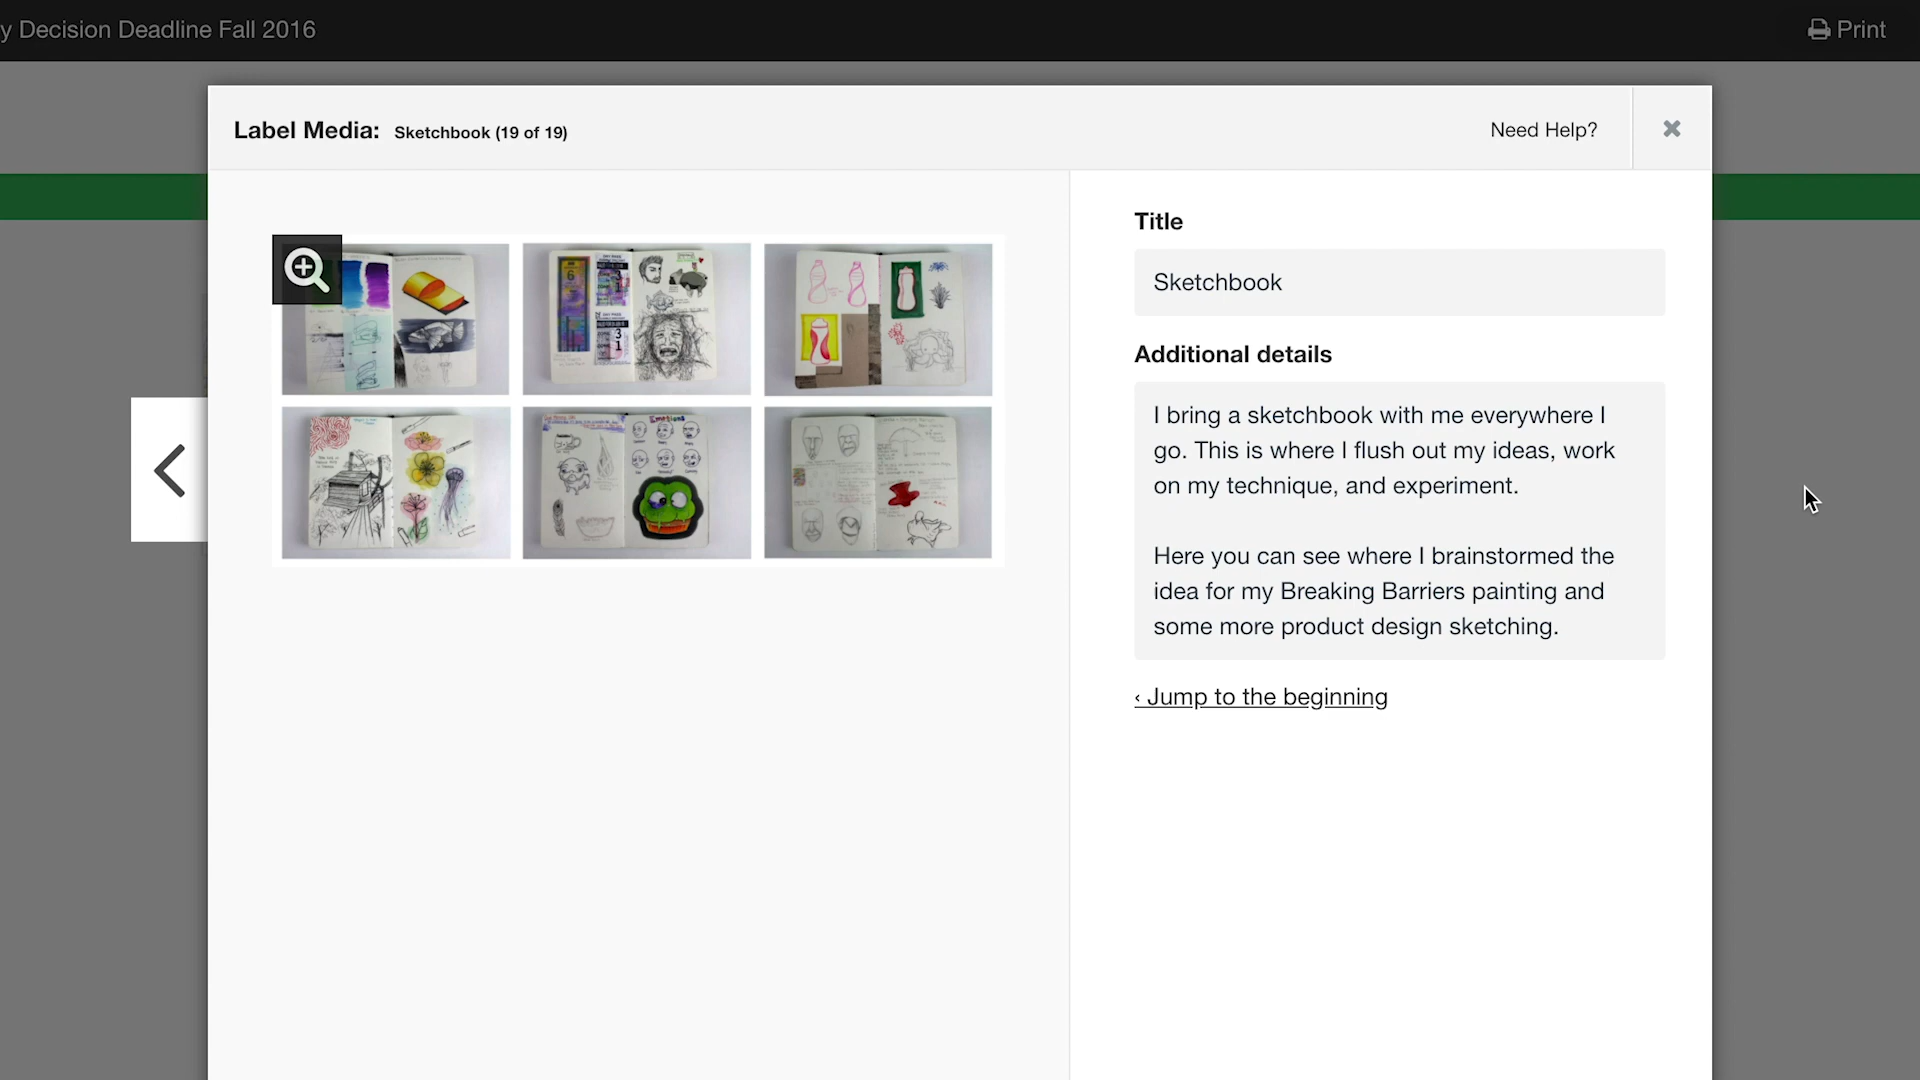 y Decision Deadline Fall 2016
Print
Label Media: Sketchbook (19 of 19)
Need Help?
Title
Sketchbook
Additional details
I bring a sketchbook with me everywhere I
go. This is where I flush out my ideas, work
on my technique, and experiment.
Here you can see where I brainstormed the
idea for my Breaking Barriers painting and
some more product design sketching.
‹ Jump to the beginning
Emotions